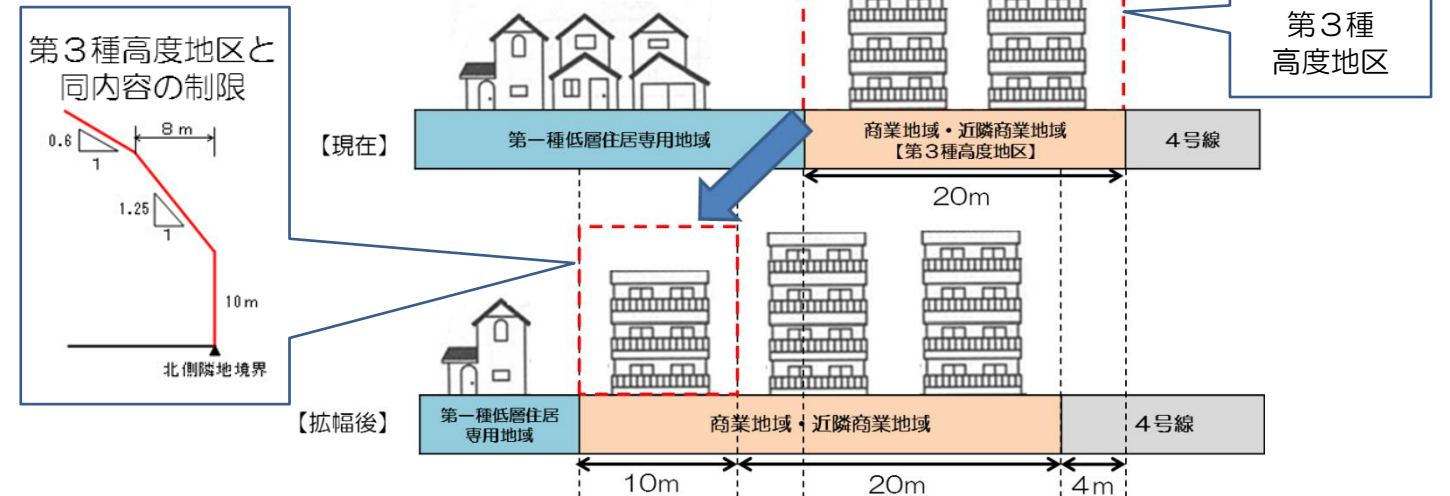 第３種高度地区と
同内容の制限
0.6
1
8ｍ
1.25
1
10ｍ
北側隣地境界
第３種
高度地区
【現在】
第一種低層住居専用地域
商業地域・近隣商業地域
【第３種高度地区】
４号線
20m
【拡幅後】
第一種低層住居
専用地域
商業地域・近隣商業地域
４号線
10m
20m
4m